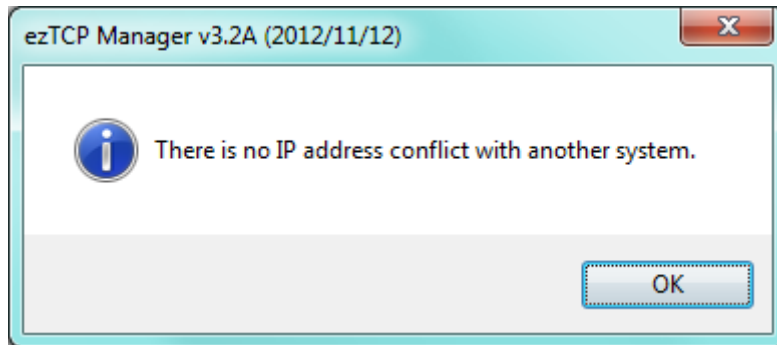 ezTCP Manager v3.2A (2012/11/12)
There is no IP address conflict with another system.
OK